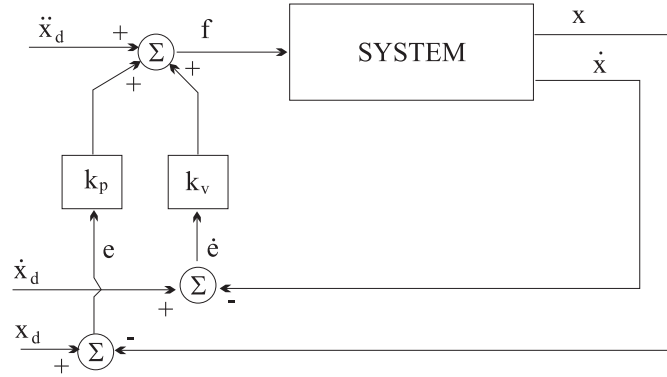 ẍd
+
Σ
f
SYSTEM
x
ẋ
+
+
kp
kv
e
ė
ẋd
+
Σ
-
xd
+
Σ
-